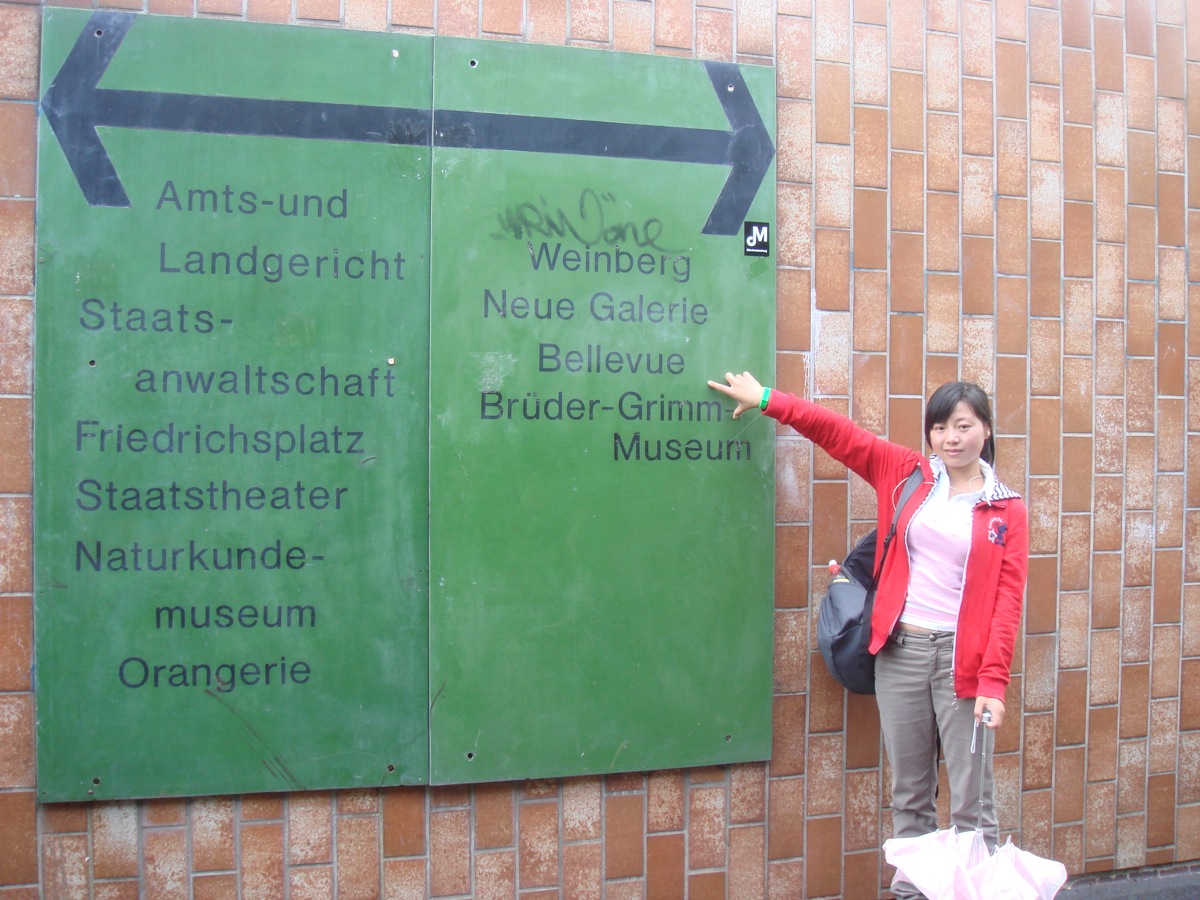 Amts-und
Landgericht
Staats-
anwaltschaft
Friedrichsplatz
Staatstheater
Naturkunde-
museum
Orangerie
Weinberg
Neue Galerie
Bellevue
Brüder-Grimm-
Museum